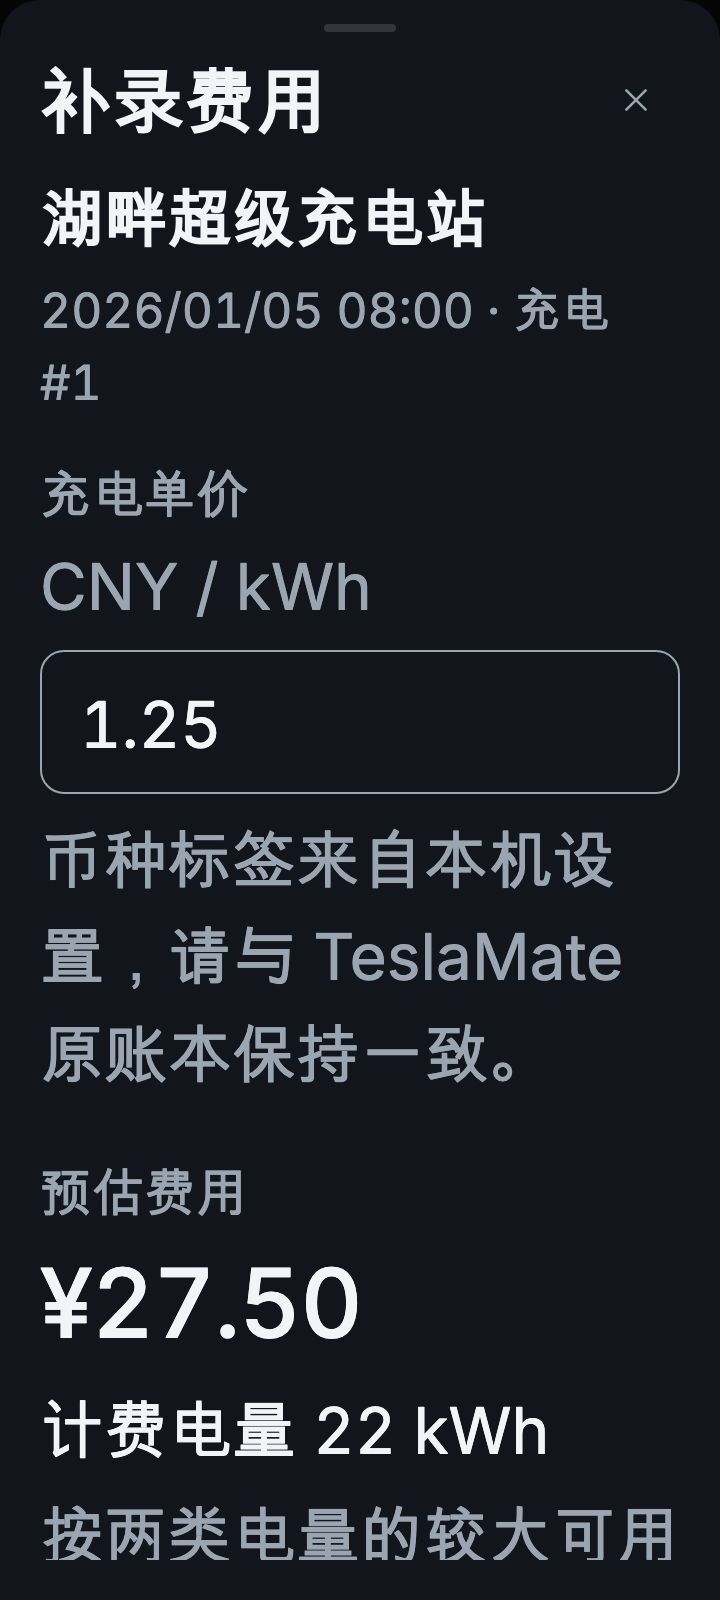 补录费用
湖畔超级充电站
2026/01/05 08:00 · 充电
#1
充电单价
CNY / kWh
1.25
币种标签来自本机设
置，请与 TeslaMate
原账本保持一致。
预估费用
¥27.50
计费电量 22 kWh
按两类电量的较大可用